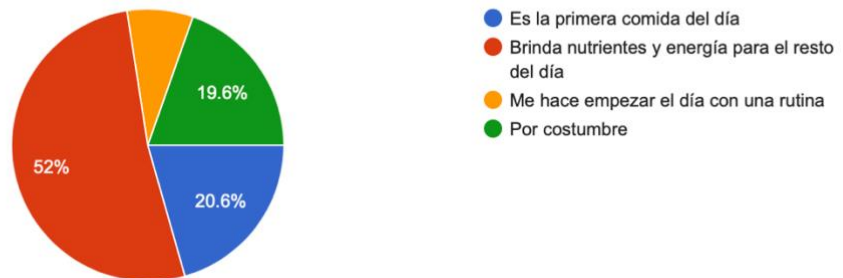 19.6%
52%
20.6%
Es la primera comida del día
Brinda nutrientes y energía para el resto
del día
Me hace empezar el día con una rutina
Por costumbre